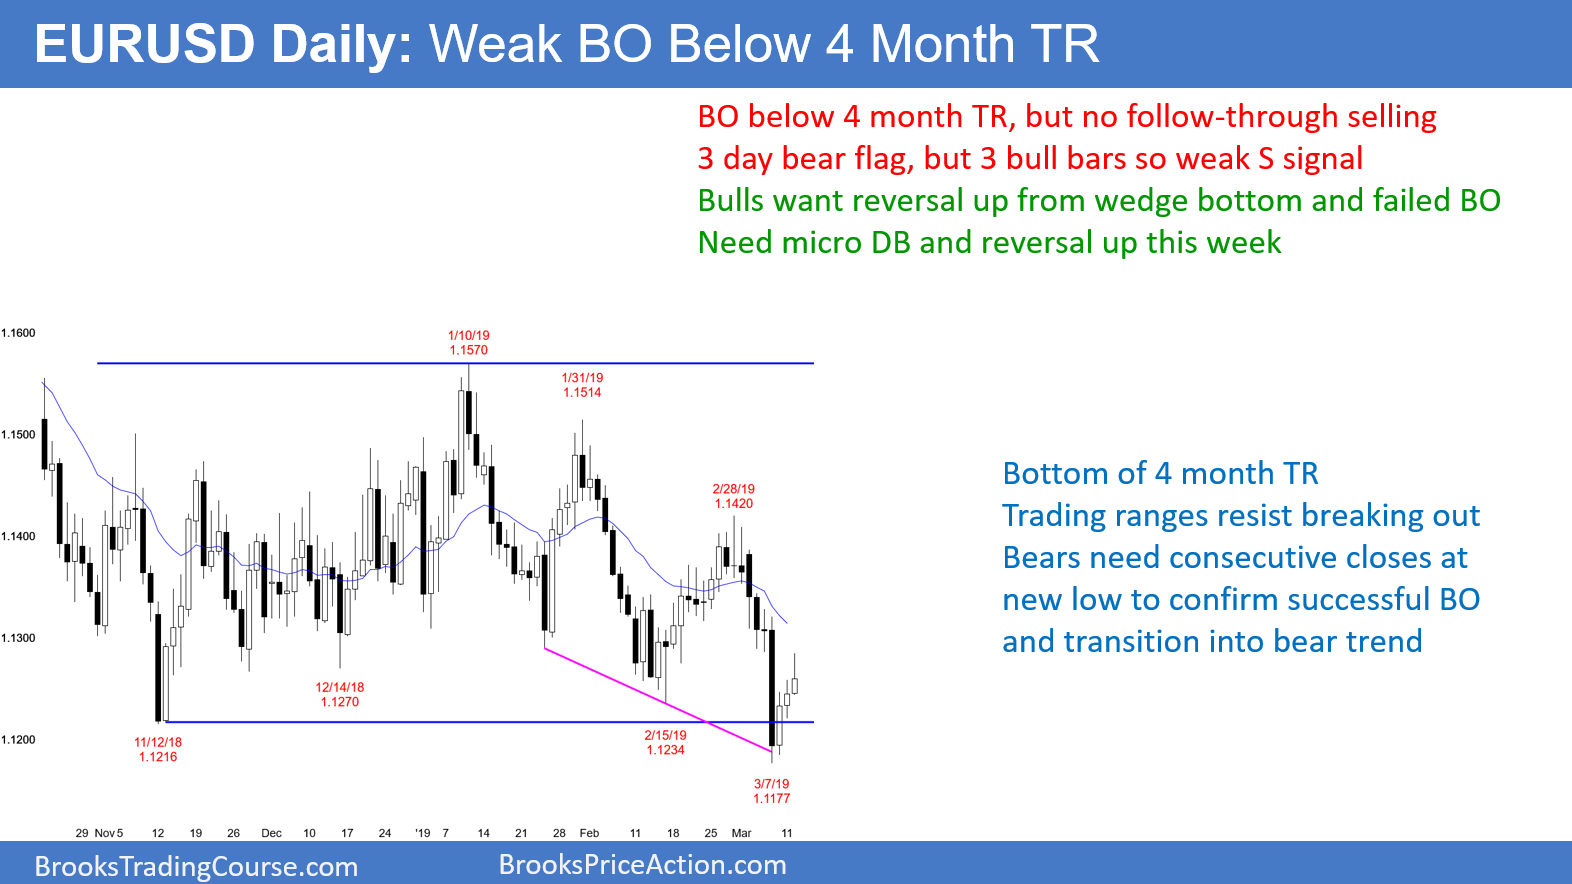 EURUSD Daily: Weak BO Below 4 Month TR
BO below 4 month TR, but no follow-through selling
3 day bear flag, but 3 bull bars so weak S signal
Bulls want reversal up from wedge bottom and failed BO
Need micro DB and reversal up this week
1.1600
1.1500
1.1400
1.1300
1.1200
1/10/19
1.1570
1/31/19
1.1514
2/28/19
1.1420
12/14/18
1.1270
11/12/18
1.1216
2/15/19
1.1234
3/7/19
1.1177
Bottom of 4 month TR
Trading ranges resist breaking out
Bears need consecutive closes at
new low to confirm successful BO
and transition into bear trend
29 Nov 5 12 19 26 Dec 10 17 24 '19 7 14 21 28 Feb 11 18 25 Mar 11
BrooksTradingCourse.com
BrooksPriceAction.com